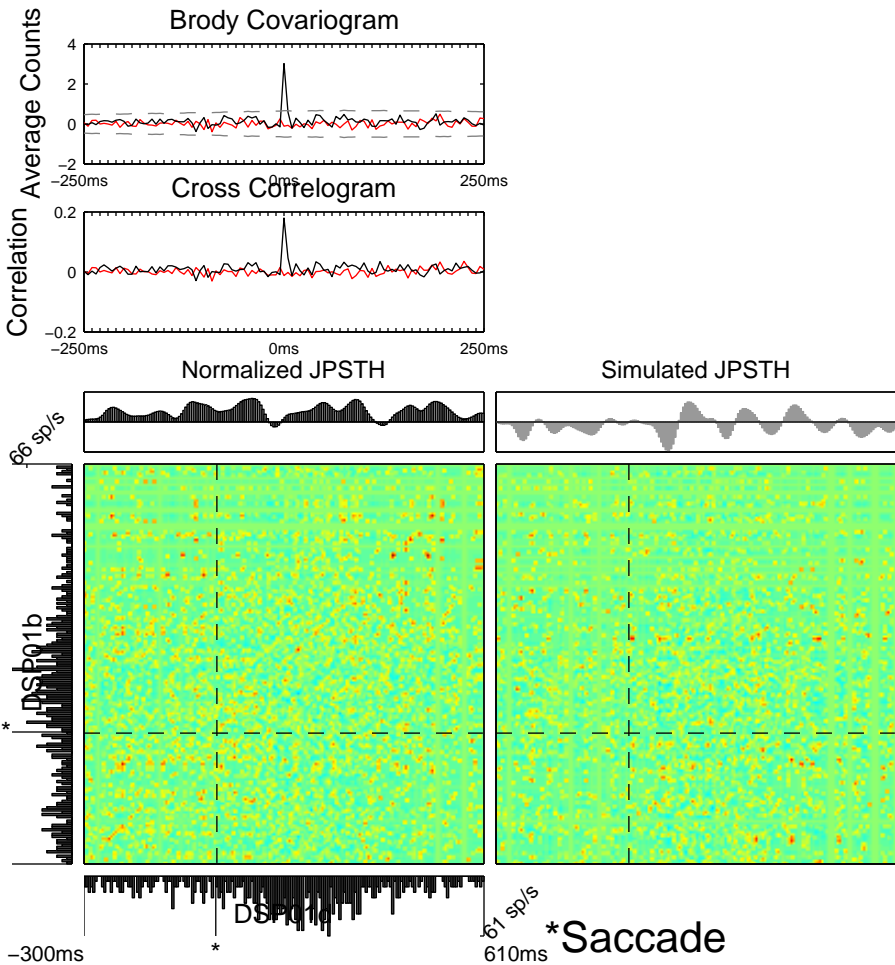 Brody Covariogram
Average Counts
4
2
0
−2
−250ms
0ms
250ms
Cross Correlogram
Correlation
0.2
0
−0.2
−250ms
0ms
250ms
Normalized JPSTH
Simulated JPSTH
66 sp/s
DSP01b
*
DSP01d
61 sp/s
−300ms
*
610ms
*Saccade